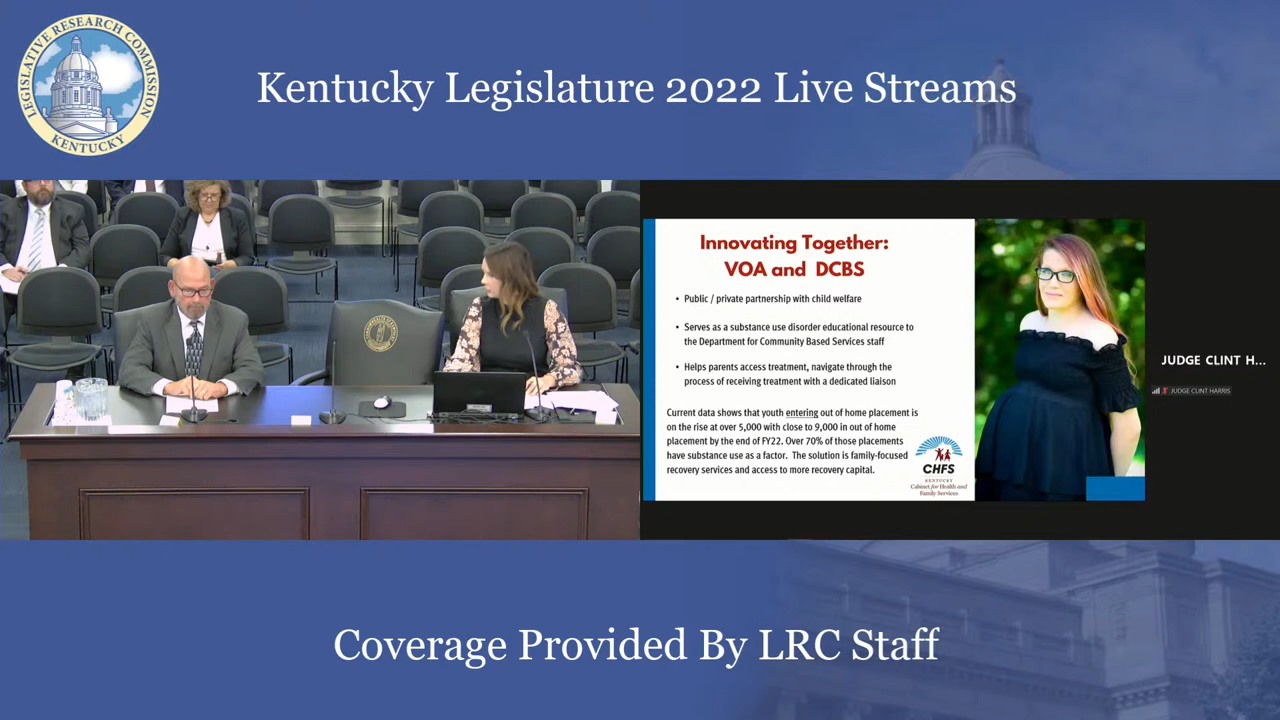 LEGISLATIVE RESEARCH COMMISSION
KENTUCKY
Kentucky Legislature 2022 Live Streams
Innovating Together:
VOA and DCBS
• Public / private partnership with child welfare
• Serves as a substance use disorder educational resource to
the Department for Community Based Services staff
• Helps parents access treatment, navigate through the
process of receiving treatment with a dedicated liaison
Current data shows that youth entering out of home placement is
on the rise at over 5,000 with close to 9,000 in out of home
placement by the end of FY22. Over 70% of those placements
have substance use as a factor. The solution is family-focused
recovery services and access to more recovery capital.
CHFS
KENTUCKY
Cabinet for Health and
Family Services
JUDGE CLINT H...
JUDGE CLINT HARRIS
Coverage Provided By LRC Staff